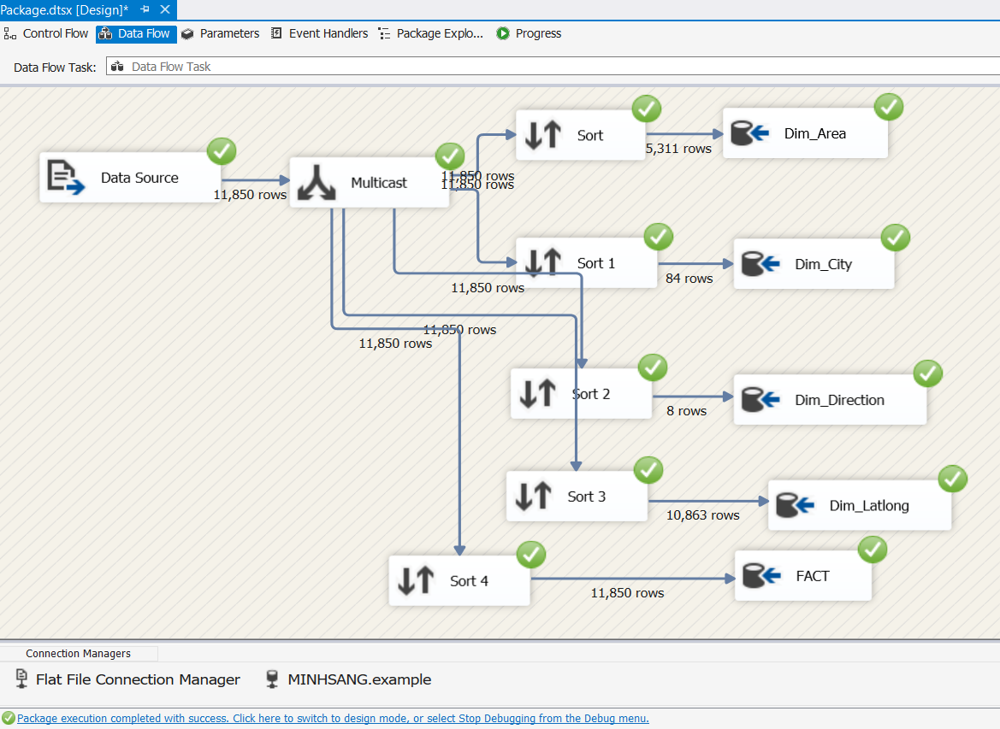 Package.dtsx [Design]*
Control Flow
Data Flow
Parameters
Event Handlers
Package Explo...
Progress
Data Flow Task:
Data Flow Task
Data Source
11,850 rows
Multicast
11,850 rows
11,850 rows
Sort
5,311 rows
Dim_Area
Sort 1
84 rows
Dim_City
11,850 rows
11,850 rows
11,850 rows
Sort 2
8 rows
Dim_Direction
Sort 3
10,863 rows
Dim_Latlong
Sort 4
11,850 rows
FACT
Connection Managers
Flat File Connection Manager
MINHSANG.example
Package execution completed with success. Click here to switch to design mode, or select Stop Debugging from the Debug menu.